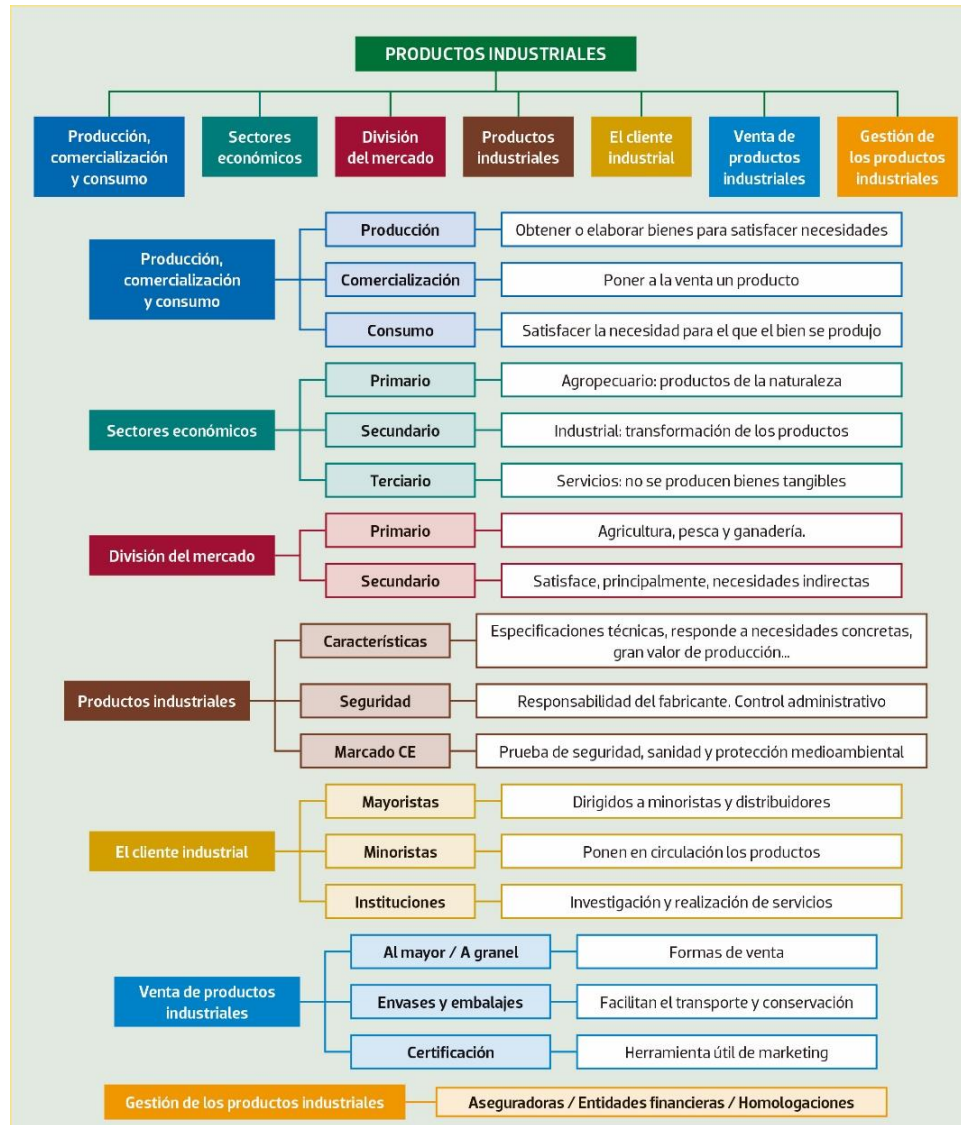 PRODUCTOS INDUSTRIALES
Producción,
comercialización
y consumo
Sectores
económicos
División
del mercado
Productos
industriales
El cliente
industrial
Venta de
productos
industriales
Gestión de
los productos
industriales
Producción,
comercialización
y consumo
Producción
Obtener o elaborar bienes para satisfacer necesidades
Comercialización
Poner a la venta un producto
Consumo
Satisfacer la necesidad para el que el bien se produjo
Sectores económicos
Primario
Agropecuario: productos de la naturaleza
Secundario
Industrial: transformación de los productos
Terciario
Servicios: no se producen bienes tangibles
División del mercado
Primario
Agricultura, pesca y ganadería.
Secundario
Satisface, principalmente, necesidades indirectas
Productos industriales
Características
Especificaciones técnicas, responde a necesidades concretas,
gran valor de producción...
Seguridad
Responsabilidad del fabricante. Control administrativo
Marcado CE
Prueba de seguridad, sanidad y protección medioambiental
El cliente industrial
Mayoristas
Dirigidos a minoristas y distribuidores
Minoristas
Ponen en circulación los productos
Instituciones
Investigación y realización de servicios
Venta de productos
industriales
Al mayor / A granel
Formas de venta
Envases y embalajes
Facilitan el transporte y conservación
Certificación
Herramienta útil de marketing
Gestión de los productos industriales
Aseguradoras / Entidades financieras / Homologaciones